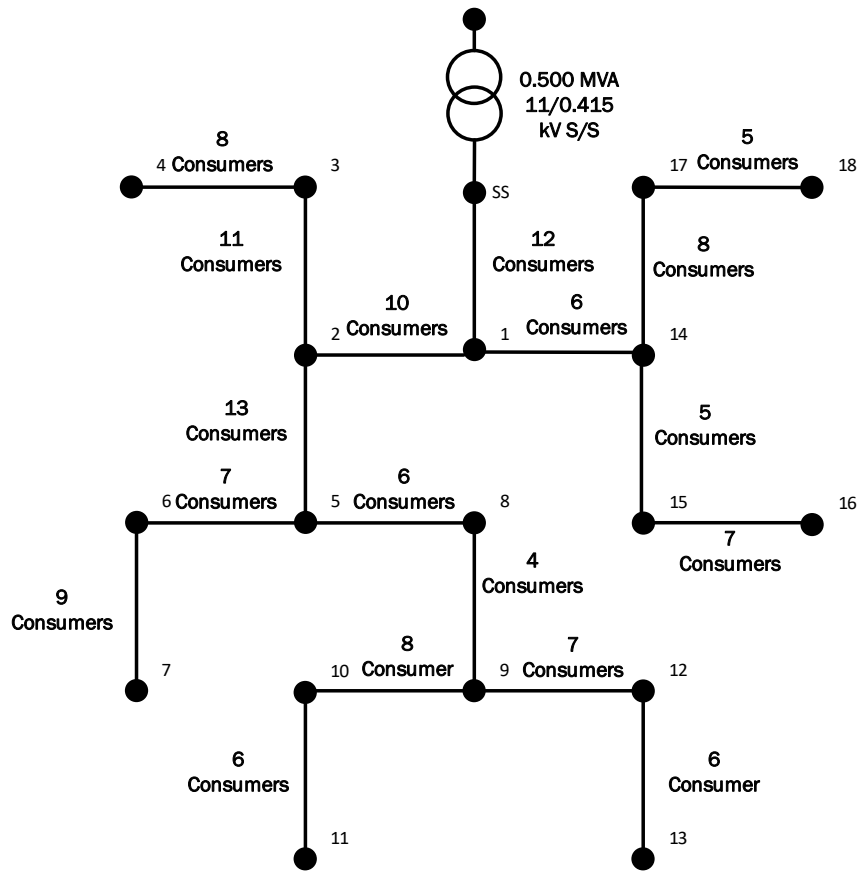 0.500 MVA
11/0.415
kV S/S
8
4 Consumers
3
5
17 Consumers 18
SS
11
Consumers
12
Consumers
8
Consumers
10
2 Consumers
1
6
Consumers
14
13
Consumers
5
Consumers
7
6 Consumers
5
6
Consumers
8
15
16
7
Consumers
4
Consumers
9
Consumers
7
10
8
Consumer
9
7
Consumers
12
6
Consumers
6
Consumer
11
13